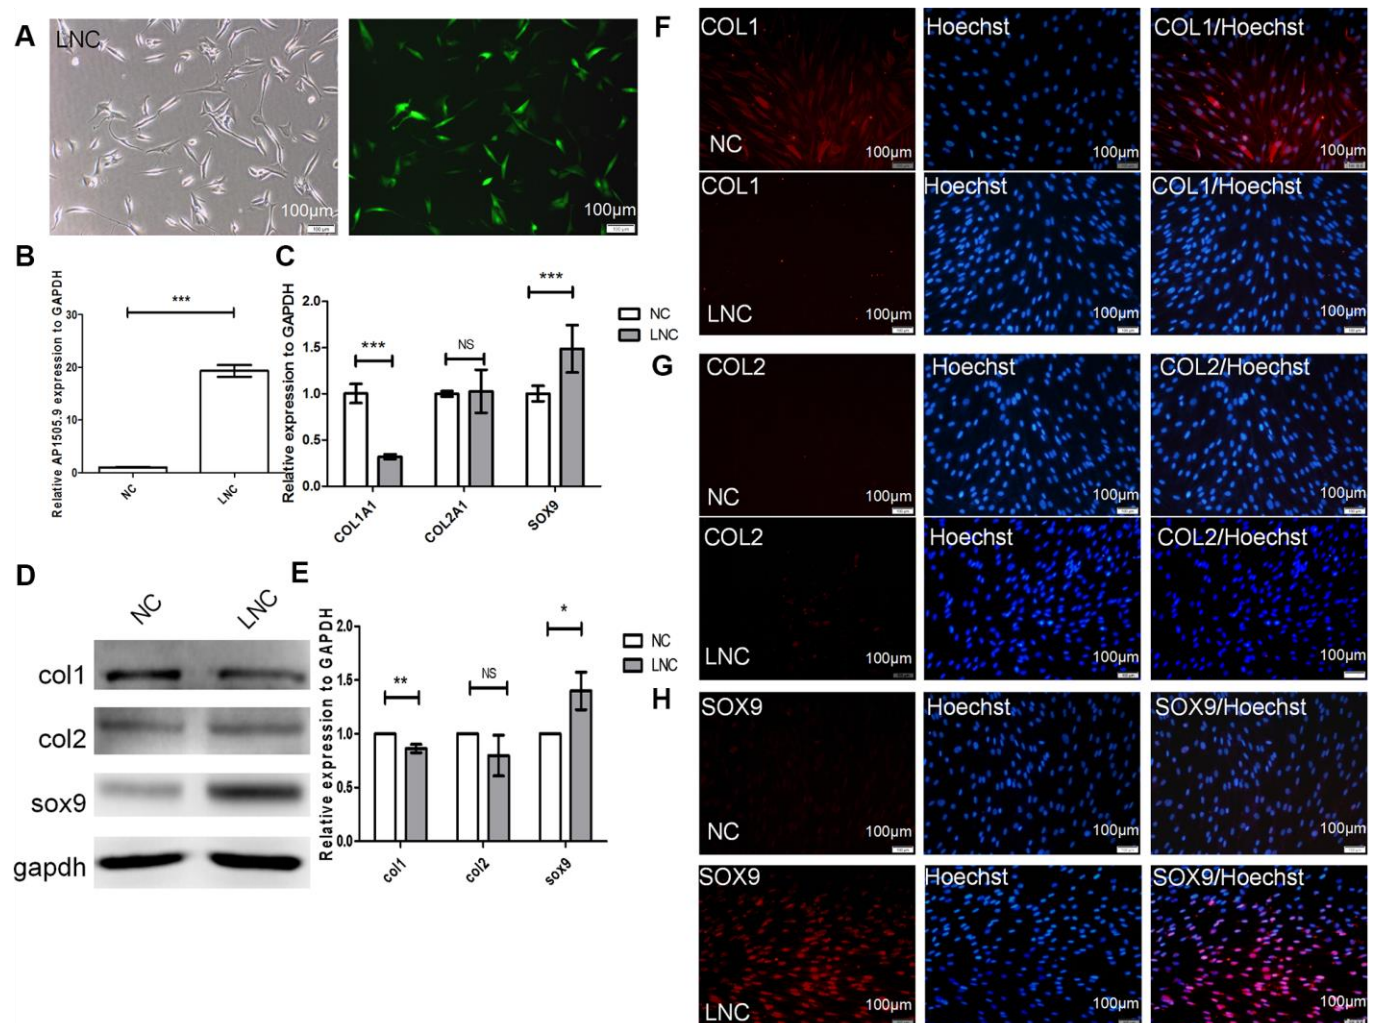 A
LNC
100µm
100µm
B
Relative AP1505.9 expression to GAPDH
30
20
10
0
***
NC
LNC
C
Relative expression to GAPDH
2.0
1.5
1.0
0.5
0.0
***
NS
***
NC
LNC
COL1A1
COL2A1
SOX9
D
NC
LNC
col1
col2
sox9
gapdh
E
Relative expression to GAPDH
2.0
1.5
1.0
0.5
0.0
**
NS
*
NC
LNC
col1
col2
sox9
F
COL1
Hoechst
COL1/Hoechst
NC
100µm
100µm
100µm
COL1
Hoechst
COL1/Hoechst
LNC
100µm
100µm
100µm
G
COL2
Hoechst
COL2/Hoechst
NC
100µm
100µm
100µm
COL2
Hoechst
COL2/Hoechst
LNC
100µm
100µm
100µm
H
SOX9
Hoechst
SOX9/Hoechst
NC
100µm
100µm
100µm
SOX9
Hoechst
SOX9/Hoechst
LNC
100µm
100µm
100µm